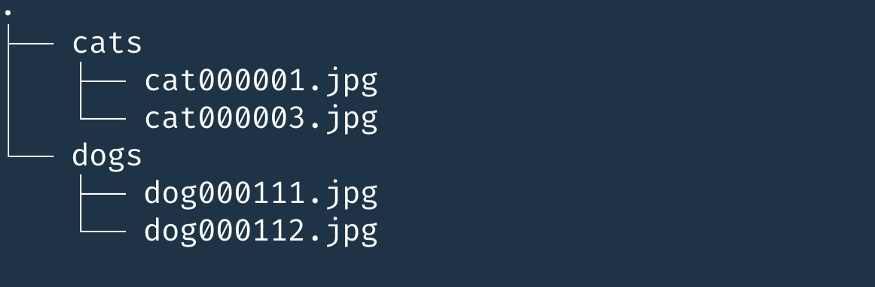 .
├── cats
│   ├── cat000001.jpg
│   └── cat000003.jpg
└── dogs
    ├── dog000111.jpg
    └── dog000112.jpg